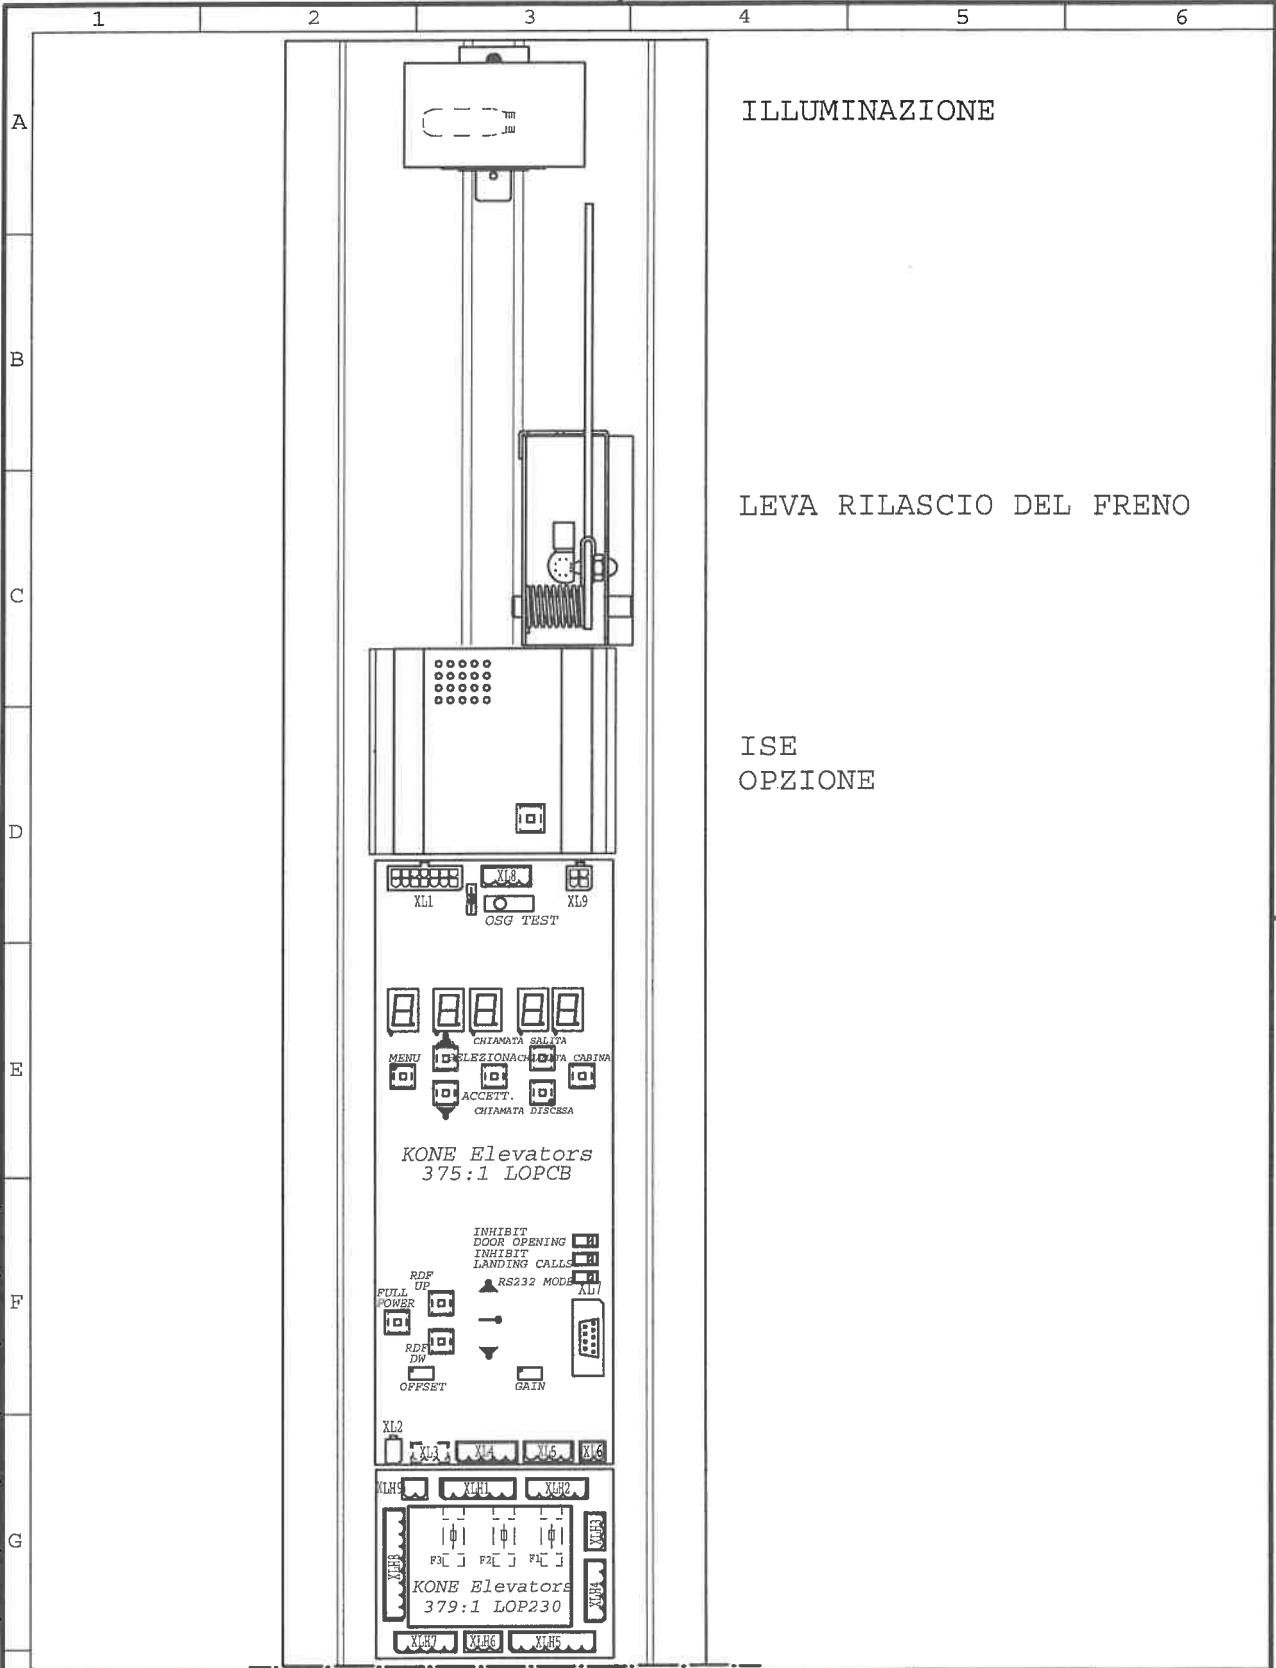 1 2 3 4 5 6
A
ILLUMINAZIONE
B
LEVA RILASCIO DEL FRENO
C
ISE
OPZIONE
D
XL1
XL8
XL9
OSG TEST
CHIAMATA SALITA
MENU
SELEZIONA
CABINA
E
ACCETT.
CHIAMATA DISCESA
KONE Elevators
375:1 LOPCB
INHIBIT
DOOR OPENING
INHIBIT
LANDING CALLS
RS232 MODE
XL7
RDF
UP
FULL
POWER
F
RDF
DW
OFFSET
GAIN
XL2
XL3 XL4 XL5 XL6
XLH9 XLH1 XLH2
XLH3
G
XLH8
F3 F2 F1
XLH4
KONE Elevators
379:1 LOP230
XLH7 XLH6 XLH5